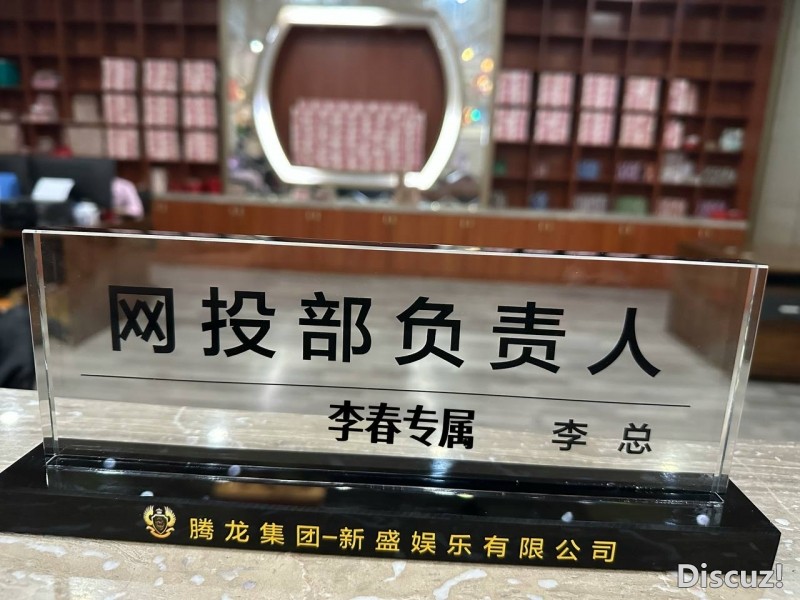 网投部负责人
李春专属 李总
腾龙集团-新盛娱乐有限公司
Discuz!